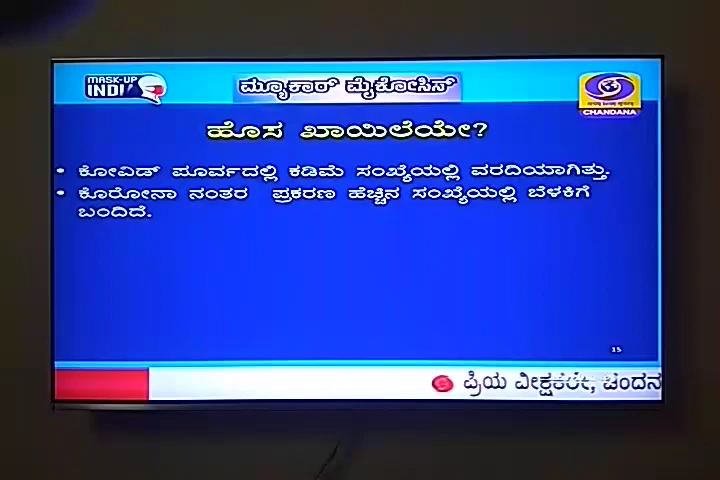 MASK-UP
INDIA
ಮ್ಯೂಕಾರ್ ಮೈಕೋಸಿಸ್
CHANDANA
ಹೊಸ ಖಾಯಿಲೆಯೇ?
• ಕೋವಿಡ್ ಪೂರ್ವದಲ್ಲಿ ಕಡಿಮೆ ಸಂಖ್ಯೆಯಲ್ಲಿ ವರದಿಯಾಗಿತ್ತು.
• ಕೊರೋನಾ ನಂತರ ಪ್ರಕರಣ ಹೆಚ್ಚಿನ ಸಂಖ್ಯೆಯಲ್ಲಿ ಬೆಳಕಿಗೆ
ಬಂದಿದೆ.
15
ಪ್ರಿಯ ವೀಕ್ಷಕರೇ, ಚಂದನ